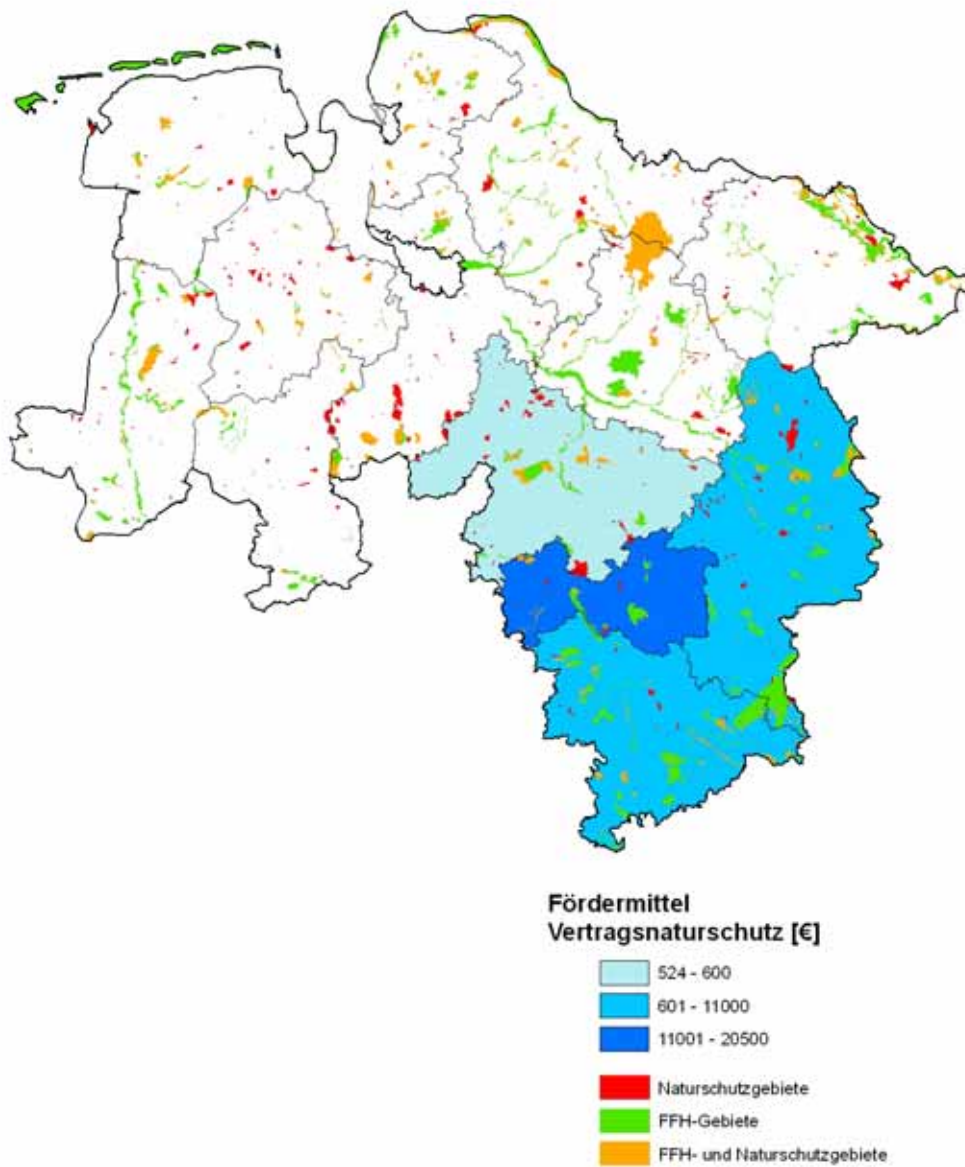 Fördermittel
Vertragsnaturschutz [€]
524 - 600
601 - 11000
11001 - 20500
Naturschutzgebiete
FFH-Gebiete
FFH- und Naturschutzgebiete